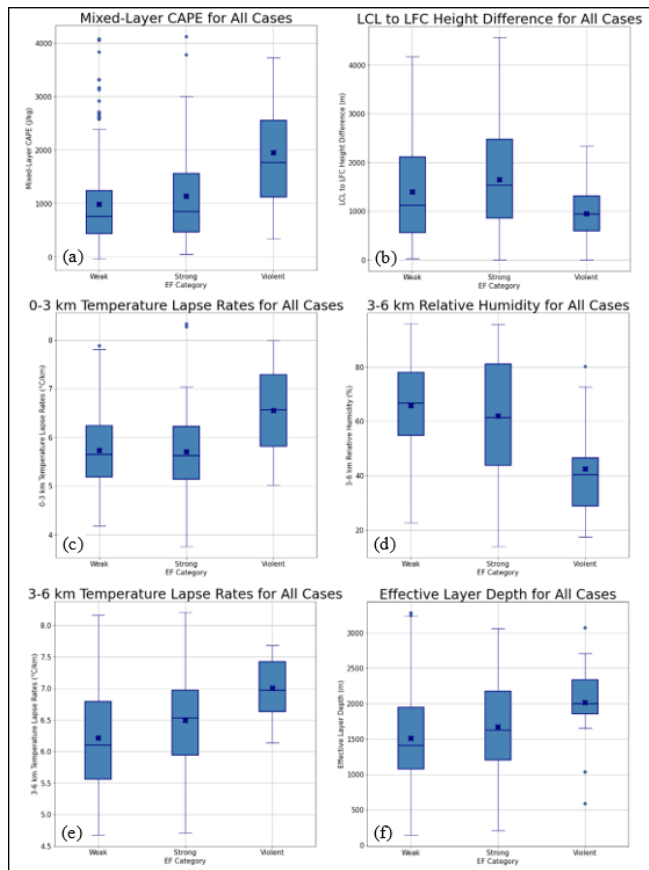 Mixed-Layer CAPE for All Cases
Mixed-Layer CAPE (J/kg)
4000
3000
2000
1000
0
(a)
Weak
Strong
Violent
EF Category
LCL to LFC Height Difference for All Cases
LCL to LFC Height Difference (m)
4000
3000
2000
1000
0
(b)
Weak
Strong
Violent
EF Category
0-3 km Temperature Lapse Rates for All Cases
0-3 km Temperature Lapse Rates (°C/km)
8
7
6
5
4
(c)
Weak
Strong
Violent
EF Category
3-6 km Relative Humidity for All Cases
3-6 km Relative Humidity (%)
80
60
40
20
(d)
Weak
Strong
Violent
EF Category
3-6 km Temperature Lapse Rates for All Cases
3-6 km Temperature Lapse Rates (°C/km)
8.0
7.5
7.0
6.5
6.0
5.5
5.0
4.5
(e)
Weak
Strong
Violent
EF Category
Effective Layer Depth for All Cases
Effective Layer Depth (m)
3000
2500
2000
1500
1000
500
0
(f)
Weak
Strong
Violent
EF Category